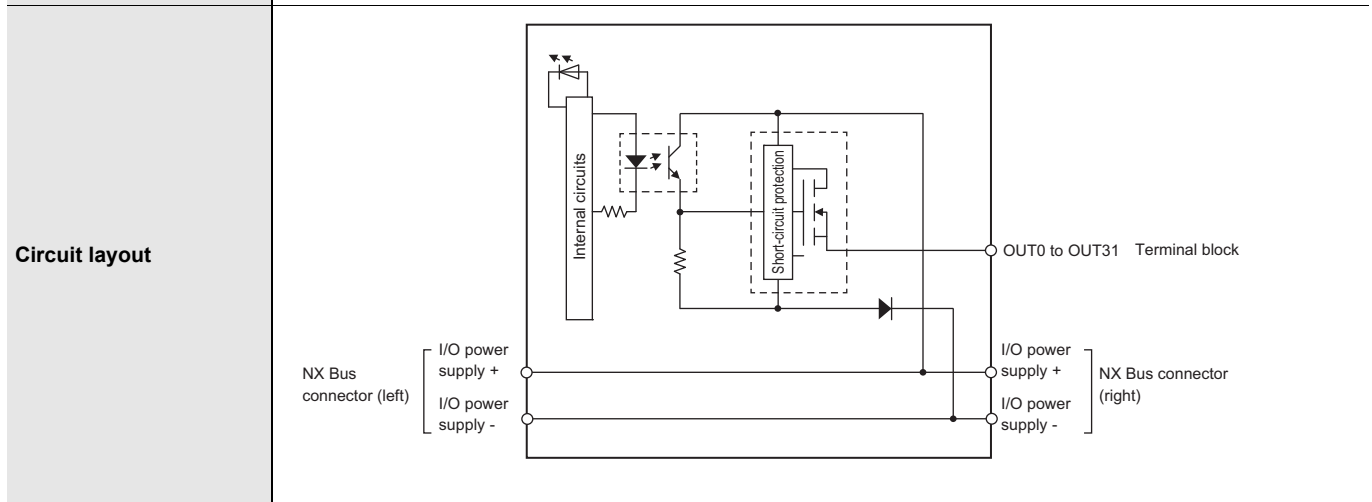 Circuit layout
Internal circuits
Short-circuit protection
OUT0 to OUT31 Terminal block
NX Bus
connector (left)
I/O power
supply +
I/O power
supply -
I/O power
supply +
I/O power
supply -
NX Bus connector
(right)